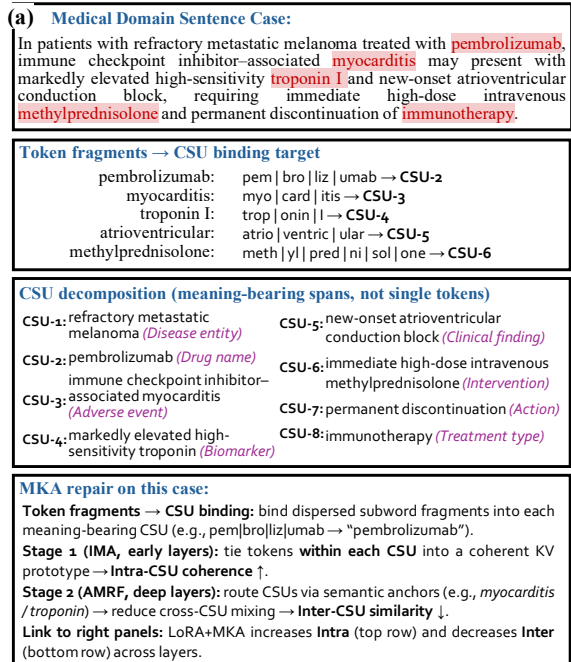 (a) Medical Domain Sentence Case:
In patients with refractory metastatic melanoma treated with pembrolizumab,
immune checkpoint inhibitor–associated myocarditis may present with
markedly elevated high-sensitivity troponin I and new-onset atrioventricular
conduction block, requiring immediate high-dose intravenous
methylprednisolone and permanent discontinuation of immunotherapy.
Token fragments → CSU binding target
pembrolizumab: pem | bro | liz | umab → CSU-2
myocarditis: myo | card | itis → CSU-3
troponin I: trop | onin | I → CSU-4
atrioventricular: atrio | ventric | ular → CSU-5
methylprednisolone: meth | yl | pred | ni | sol | one → CSU-6
CSU decomposition (meaning-bearing spans, not single tokens)
CSU-1: refractory metastatic
melanoma (Disease entity)
CSU-2: pembrolizumab (Drug name)
immune checkpoint inhibitor–
CSU-3: associated myocarditis
(Adverse event)
CSU-4: markedly elevated high-
sensitivity troponin (Biomarker)
CSU-5: new-onset atrioventricular
conduction block (Clinical finding)
CSU-6: immediate high-dose intravenous
methylprednisolone (Intervention)
CSU-7: permanent discontinuation (Action)
CSU-8: immunotherapy (Treatment type)
MKA repair on this case:
Token fragments → CSU binding: bind dispersed subword fragments into each
meaning-bearing CSU (e.g., pem|bro|liz|umab → “pembrolizumab”).
Stage 1 (IMA, early layers): tie tokens within each CSU into a coherent KV
prototype → Intra-CSU coherence ↑.
Stage 2 (AMRF, deep layers): route CSUs via semantic anchors (e.g., myocarditis
/ troponin) → reduce cross-CSU mixing → Inter-CSU similarity ↓.
Link to right panels: LoRA+MKA increases Intra (top row) and decreases Inter
(bottom row) across layers.